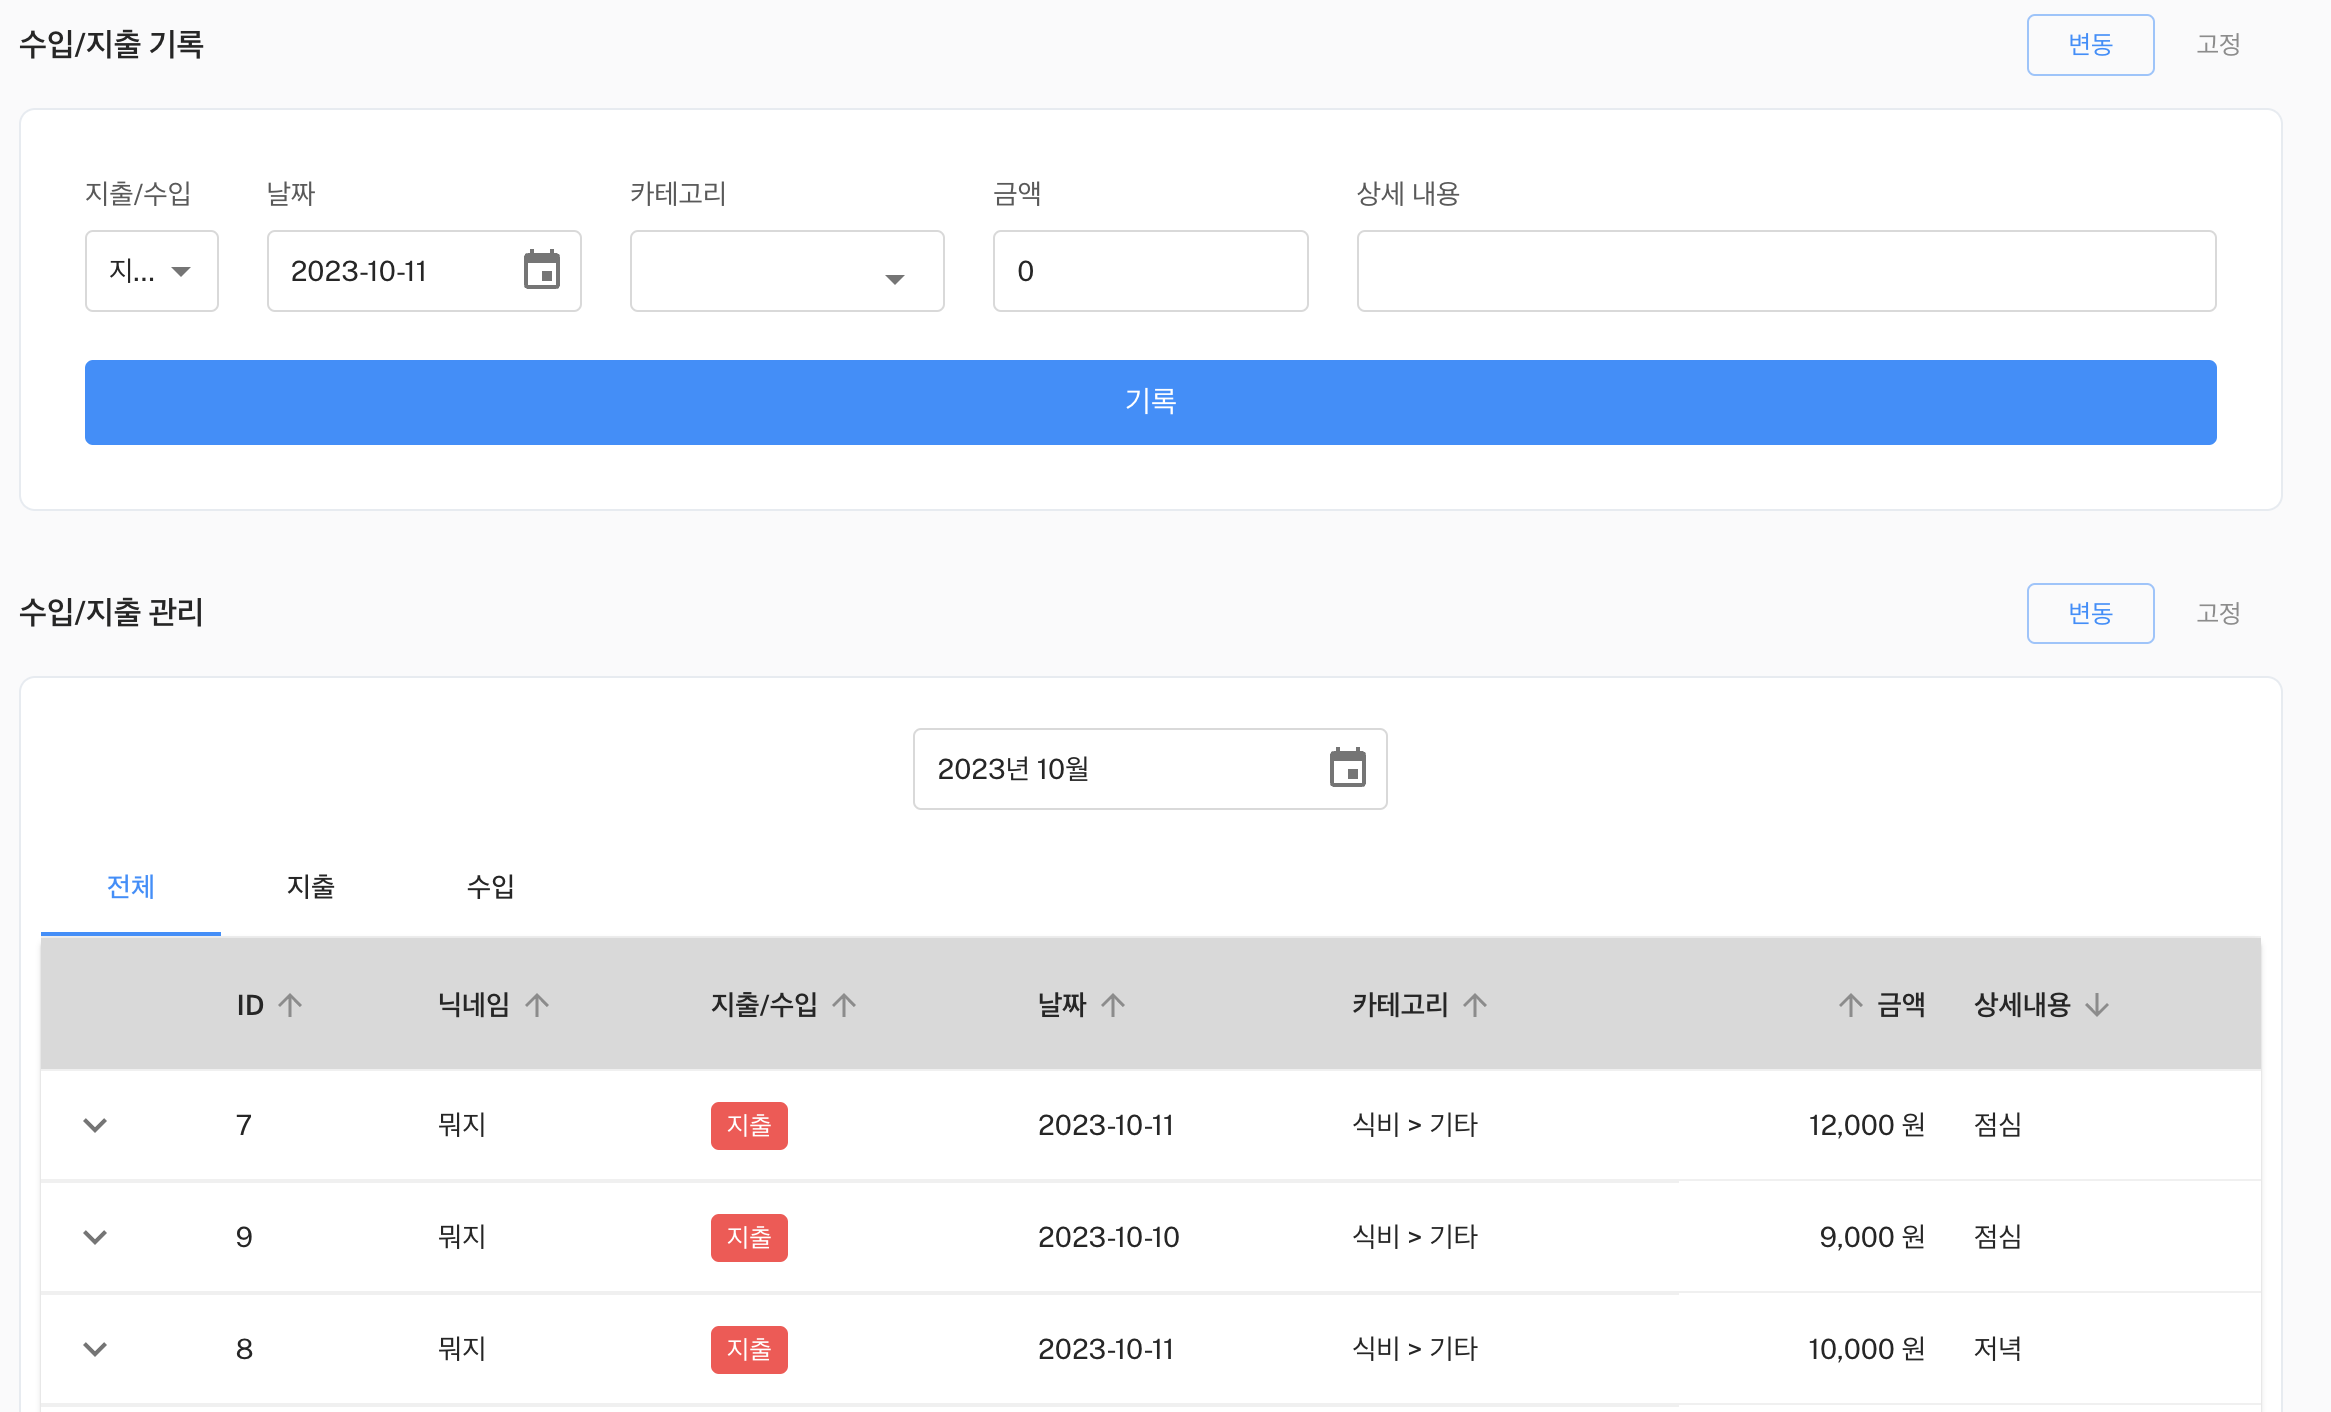 수입/지출 기록
변동 고정
지출/수입 날짜 카테고리 금액 상세 내용
지... 2023-10-11 0
기록
수입/지출 관리
변동 고정
2023년 10월
전체 지출 수입
ID 닉네임 지출/수입 날짜 카테고리 금액 상세내용
7 뭐지 지출 2023-10-11 식비 > 기타 12,000 원 점심
9 뭐지 지출 2023-10-10 식비 > 기타 9,000 원 점심
8 뭐지 지출 2023-10-11 식비 > 기타 10,000 원 저녁